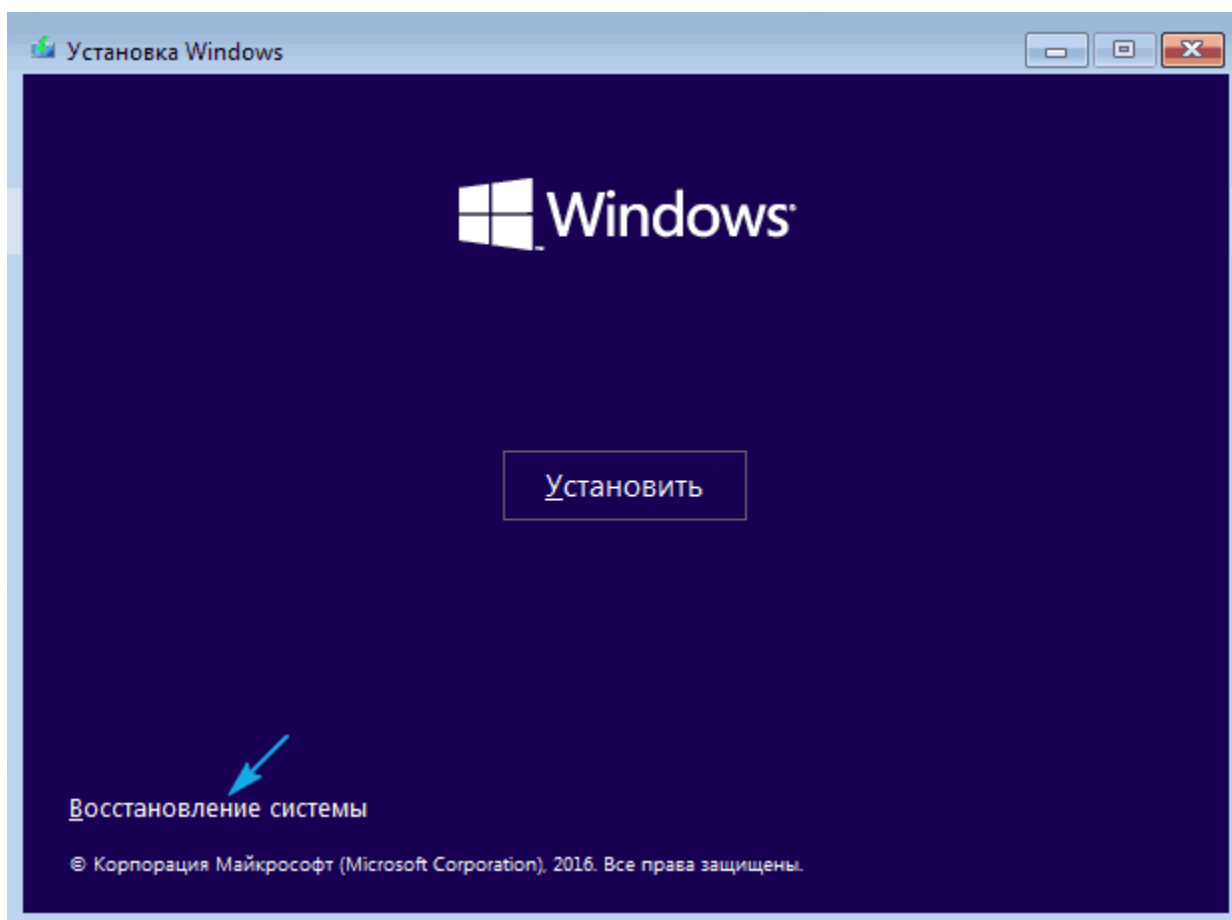 Установка Windows
Windows
Установить
Восстановление системы
© Корпорация Майкрософт (Microsoft Corporation), 2016. Все права защищены.